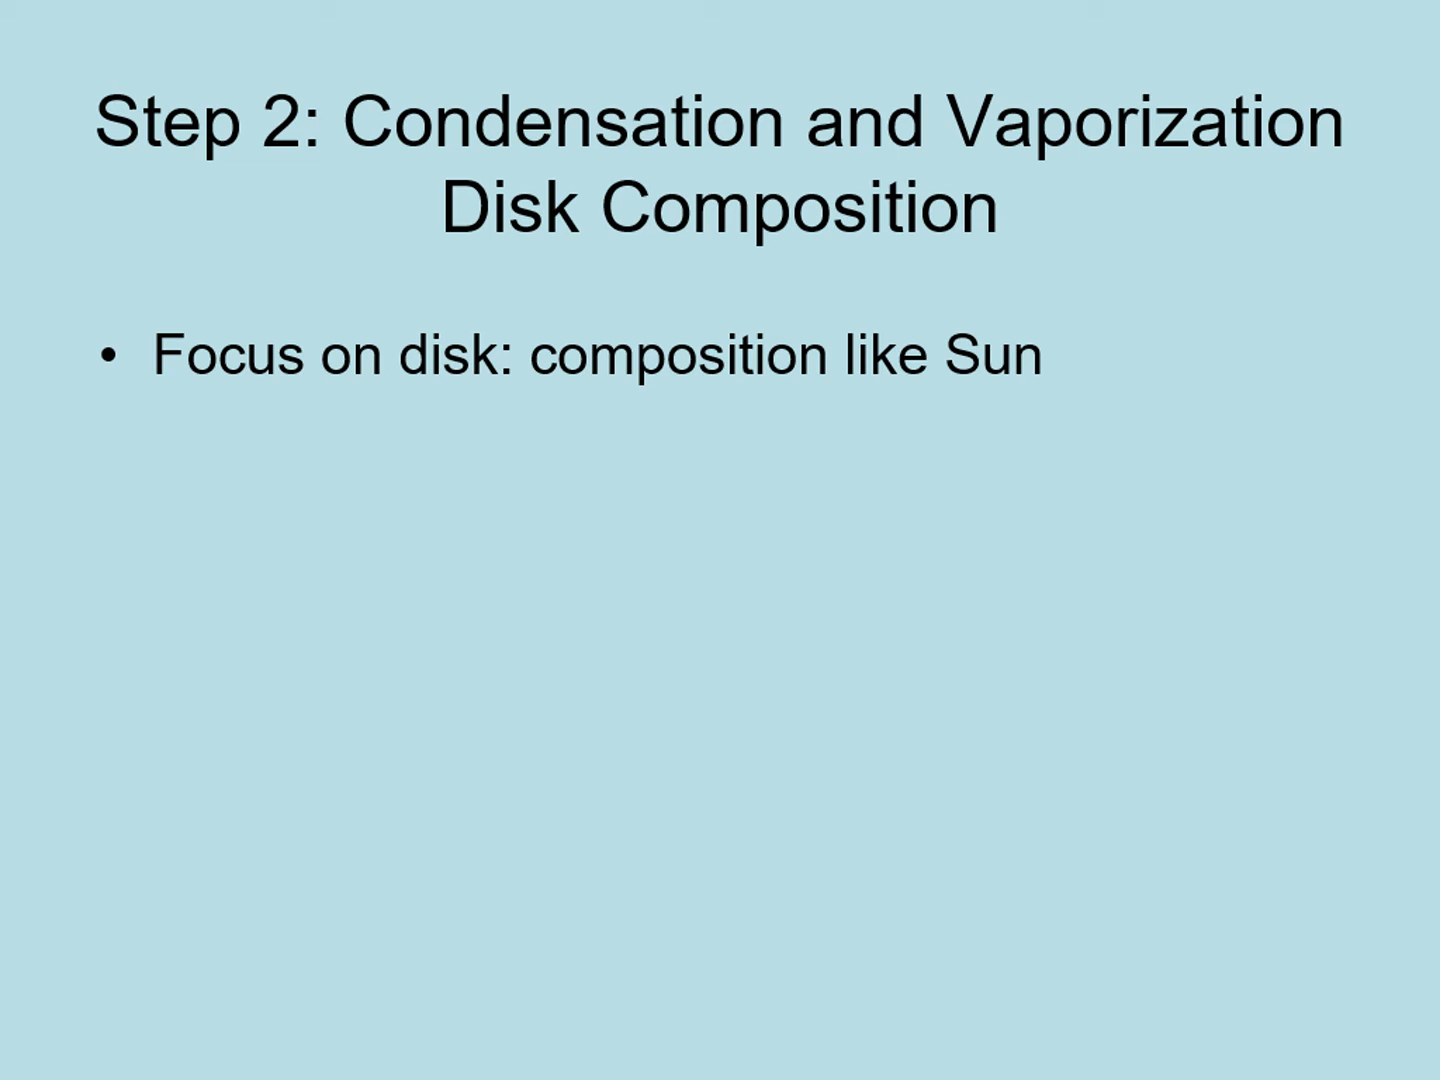 Step 2: Condensation and Vaporization
Disk Composition
• Focus on disk: composition like Sun